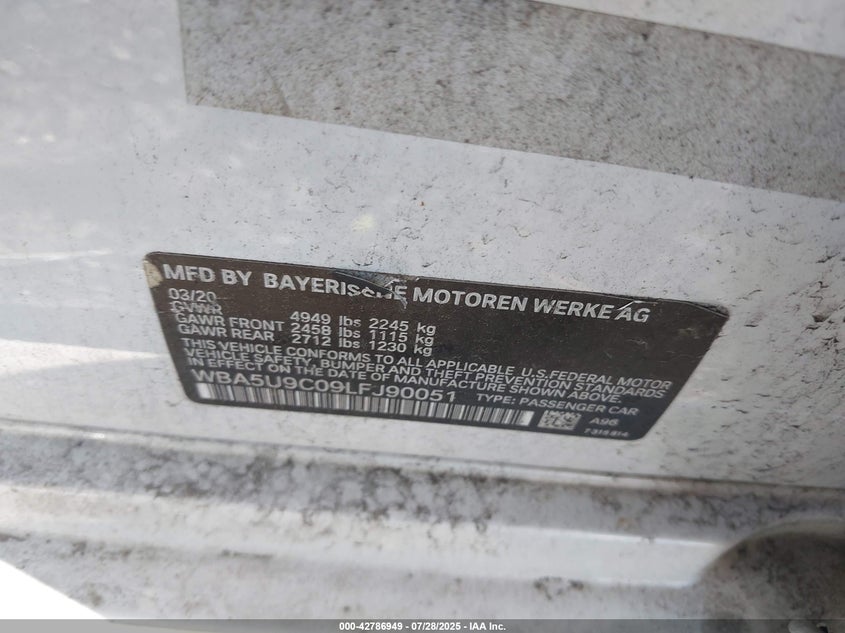 MFD BY BAYERISCHE MOTOREN WERKE AG
03/20
GVWR 4949 lbs 2245 kg
GAWR FRONT 2458 lbs 1115 kg
GAWR REAR 2712 lbs 1230 kg
THIS VEHICLE CONFORMS TO ALL APPLICABLE U.S.FEDERAL MOTOR
VEHICLE SAFETY, BUMPER, AND THEFT PREVENTION STANDARDS
IN EFFECT ON THE DATE OF MANUFACTURE SHOWN ABOVE.
WBA5U9C09LFJ90051 TYPE: PASSENGER CAR
A96
7319814
000-42786949 - 07/28/2025 - IAA Inc.